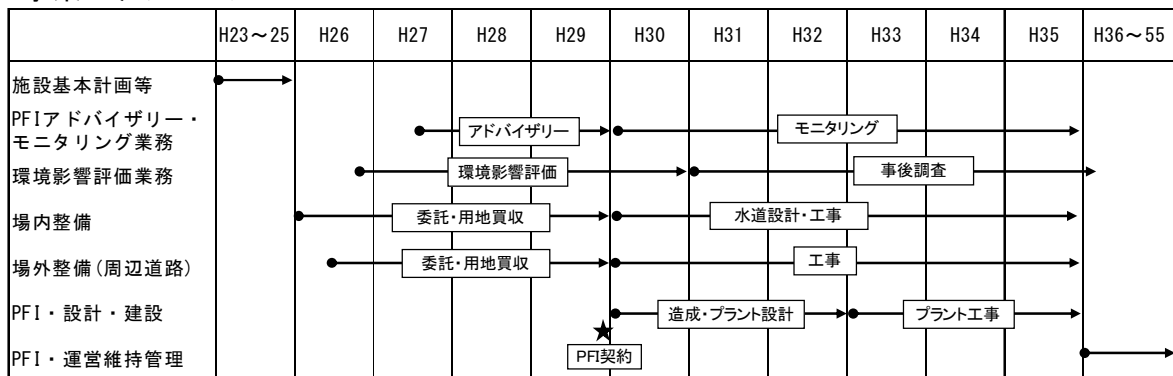 H23～25 H26 H27 H28 H29 H30 H31 H32 H33 H34 H35 H36～55
施設基本計画等
PFIアドバイザリー・
モニタリング業務 アドバイザリー モニタリング
環境影響評価業務 環境影響評価 事後調査
場内整備 委託・用地買収 水道設計・工事
場外整備(周辺道路) 委託・用地買収 工事
PFI・設計・建設 造成・プラント設計 プラント工事
PFI・運営維持管理 PFI契約